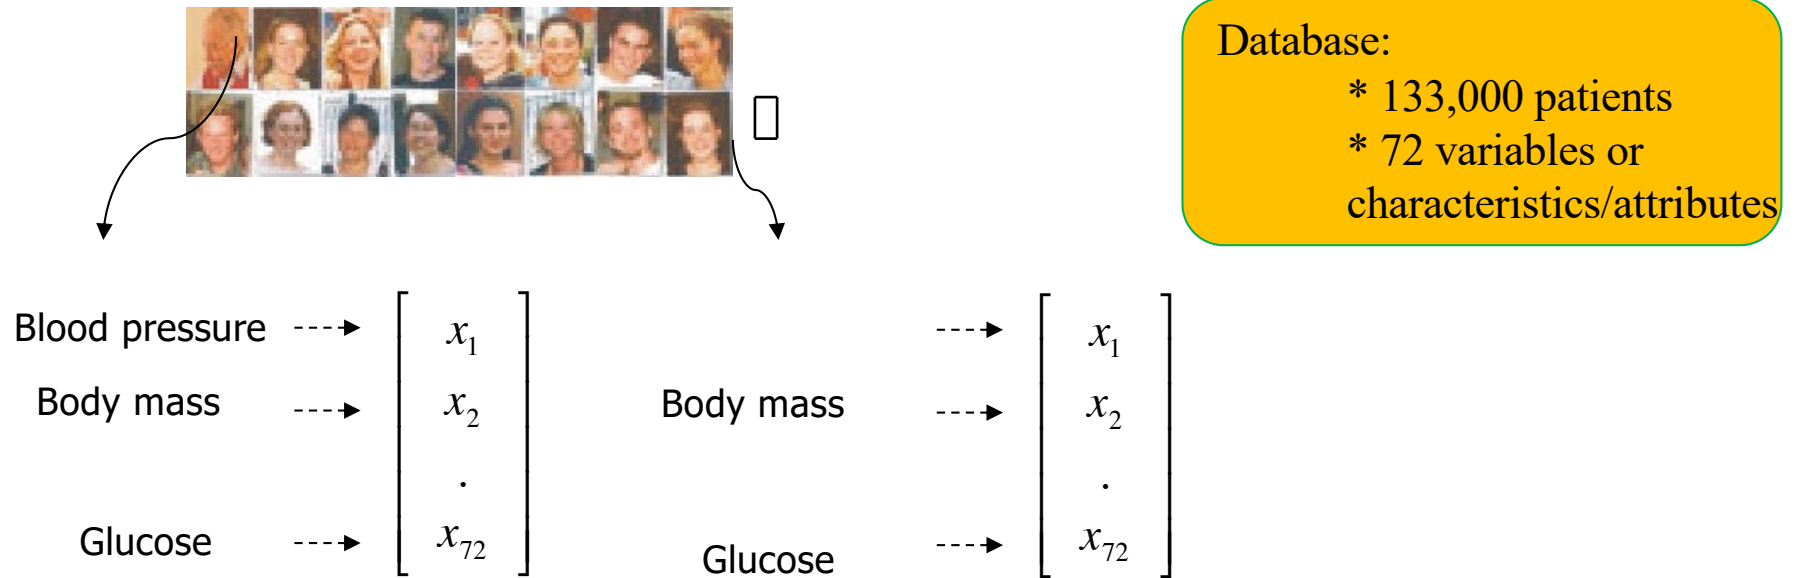 Database:
* 133,000 patients
* 72 variables or
characteristics/attributes
Blood pressure
x₁
x₁
Body mass
x₂
Body mass
x₂
.
.
Glucose
x₇₂
Glucose
x₇₂